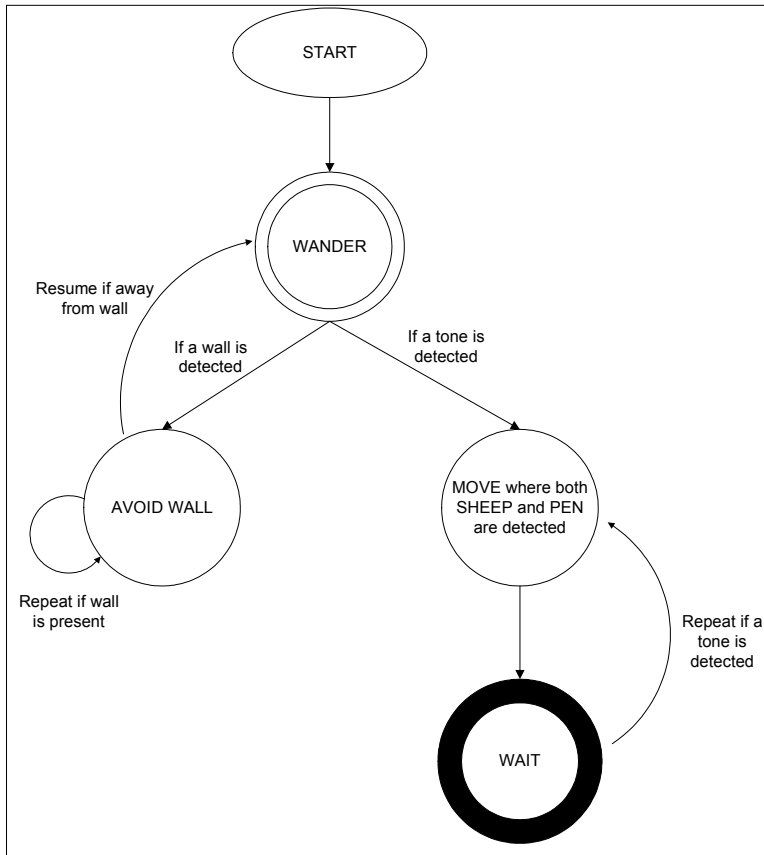 START
WANDER
Resume if away
from wall
If a wall is
detected
If a tone is
detected
AVOID WALL
MOVE where both
SHEEP and PEN
are detected
Repeat if wall
is present
Repeat if a
tone is
detected
WAIT